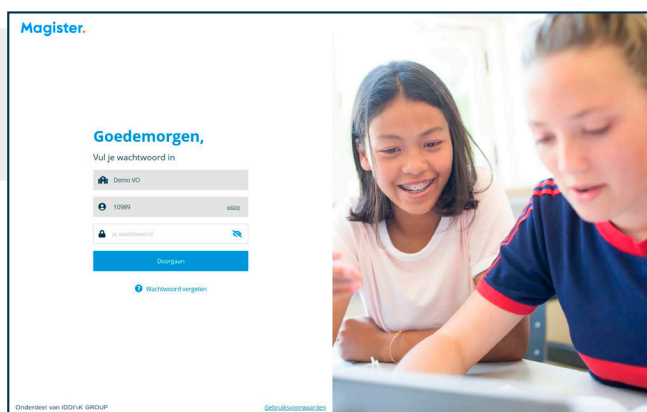 Magister.
Goedemorgen,
Vul je wachtwoord in
Demo VO
10989 wijzig
Je wachtwoord
Doorgaan
Wachtwoord vergeten
Onderdeel van IDDINK GROUP Gebruiksvoorwaarden